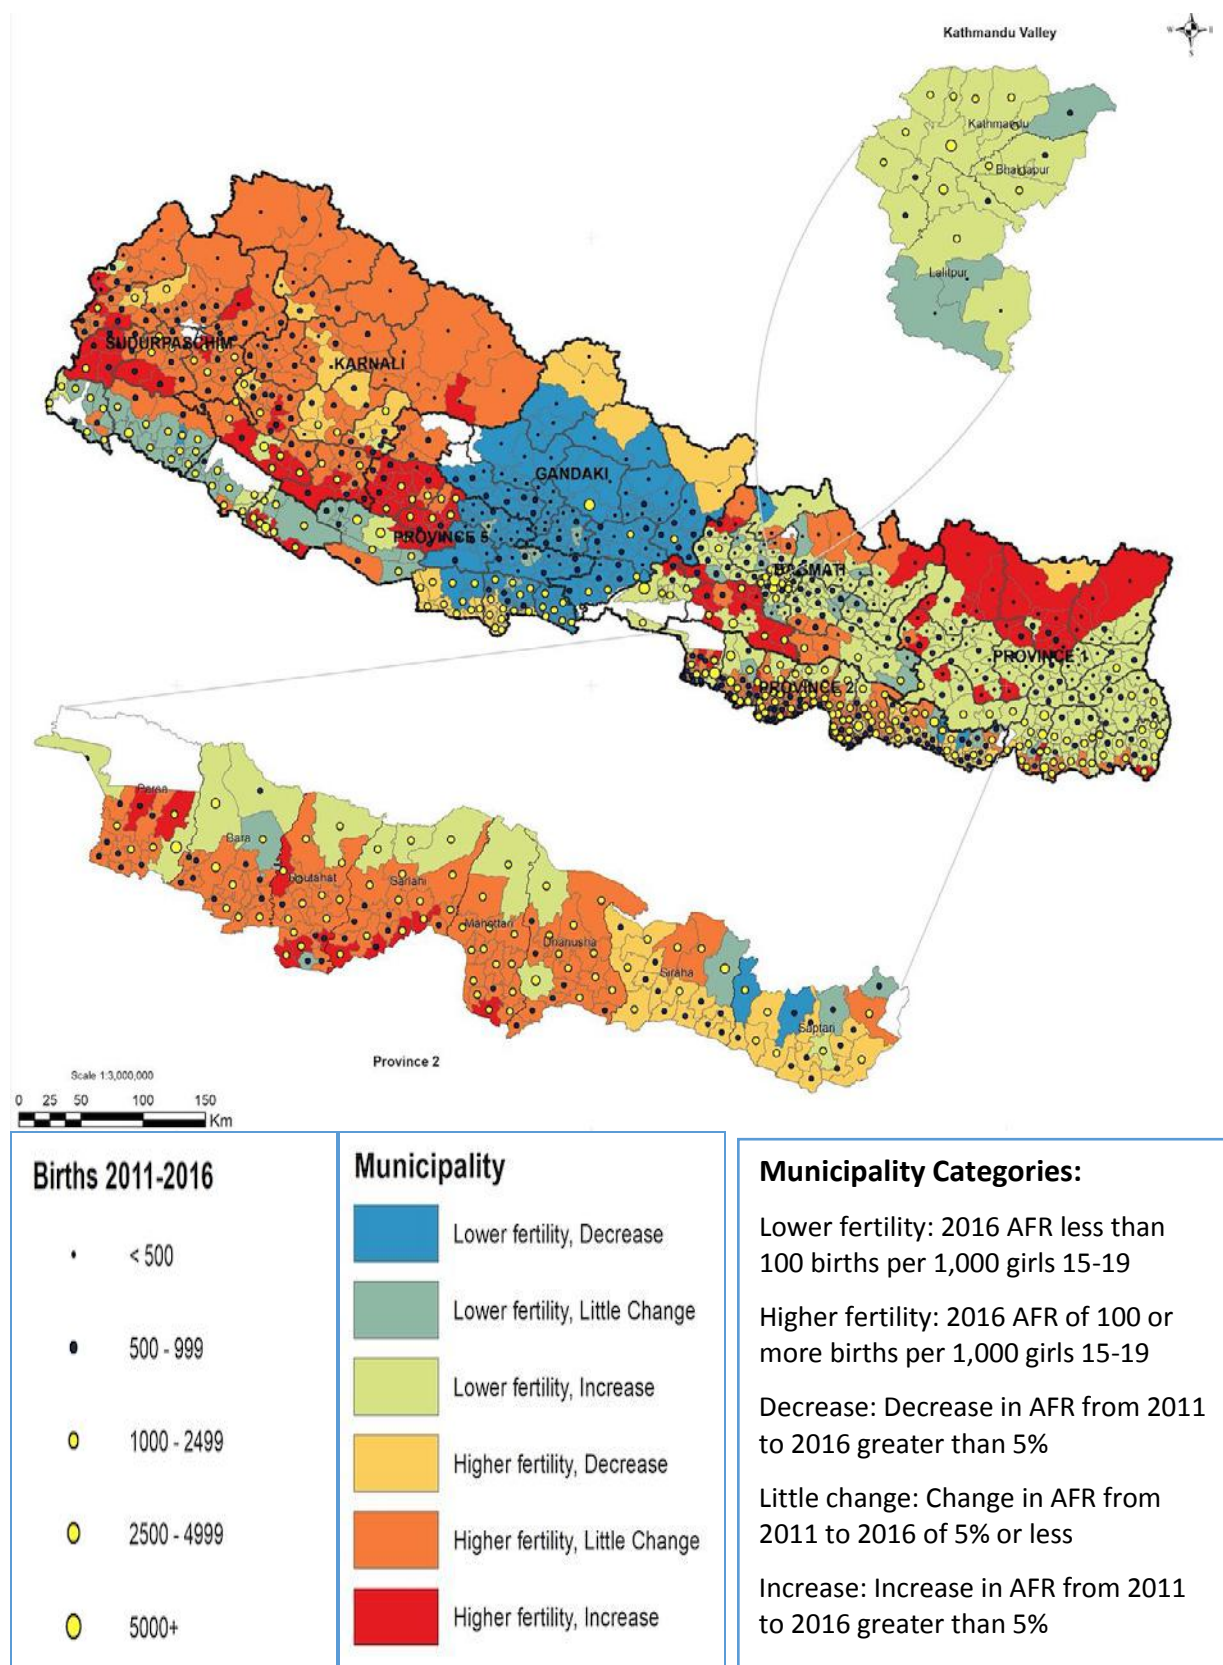 Kathmandu Valley
W
E
S
Kathmandu
Bhaktapur
Lalitpur
SUDURPASCHIM
KARNALI
GANDAKI
PROVINCE 5
BAGMATI
PROVINCE 1
PROVINCE 2
Parsa
Bara
Routahat
Sarlahi
Mahottari
Dhanusha
Siraha
Saptari
Province 2
Scale 1:3,000,000
0 25 50 100 150
Km
Births 2011-2016
< 500
500 - 999
1000 - 2499
2500 - 4999
5000+
Municipality
Lower fertility, Decrease
Lower fertility, Little Change
Lower fertility, Increase
Higher fertility, Decrease
Higher fertility, Little Change
Higher fertility, Increase
Municipality Categories:
Lower fertility: 2016 AFR less than
100 births per 1,000 girls 15-19
Higher fertility: 2016 AFR of 100 or
more births per 1,000 girls 15-19
Decrease: Decrease in AFR from 2011
to 2016 greater than 5%
Little change: Change in AFR from
2011 to 2016 of 5% or less
Increase: Increase in AFR from 2011
to 2016 greater than 5%